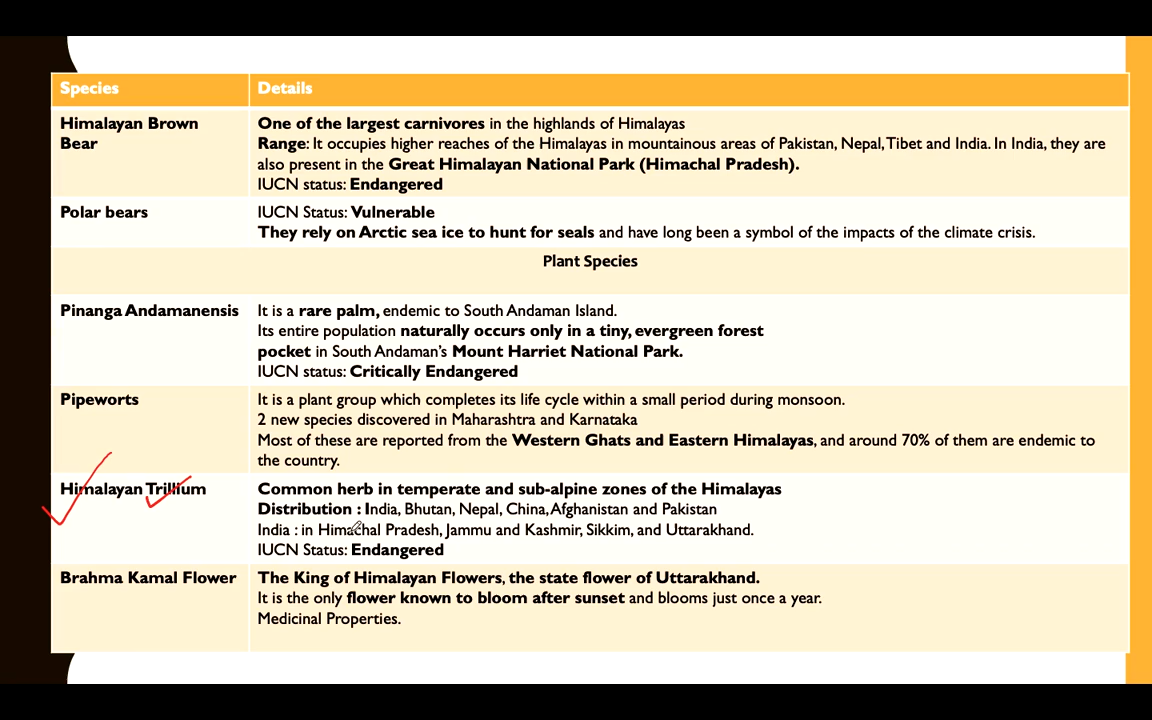 Species
Details
Himalayan Brown
Bear
One of the largest carnivores in the highlands of Himalayas
Range: It occupies higher reaches of the Himalayas in mountainous areas of Pakistan, Nepal, Tibet and India. In India, they are
also present in the Great Himalayan National Park (Himachal Pradesh).
IUCN status: Endangered
Polar bears
IUCN Status: Vulnerable
They rely on Arctic sea ice to hunt for seals and have long been a symbol of the impacts of the climate crisis.
Plant Species
Pinanga Andamanensis
It is a rare palm, endemic to South Andaman Island.
Its entire population naturally occurs only in a tiny, evergreen forest
pocket in South Andaman's Mount Harriet National Park.
IUCN status: Critically Endangered
Pipeworts
It is a plant group which completes its life cycle within a small period during monsoon.
2 new species discovered in Maharashtra and Karnataka
Most of these are reported from the Western Ghats and Eastern Himalayas, and around 70% of them are endemic to
the country.
Himalayan Trillium
Common herb in temperate and sub-alpine zones of the Himalayas
Distribution : India, Bhutan, Nepal, China, Afghanistan and Pakistan
India : in Himachal Pradesh, Jammu and Kashmir, Sikkim, and Uttarakhand.
IUCN Status: Endangered
Brahma Kamal Flower
The King of Himalayan Flowers, the state flower of Uttarakhand.
It is the only flower known to bloom after sunset and blooms just once a year.
Medicinal Properties.